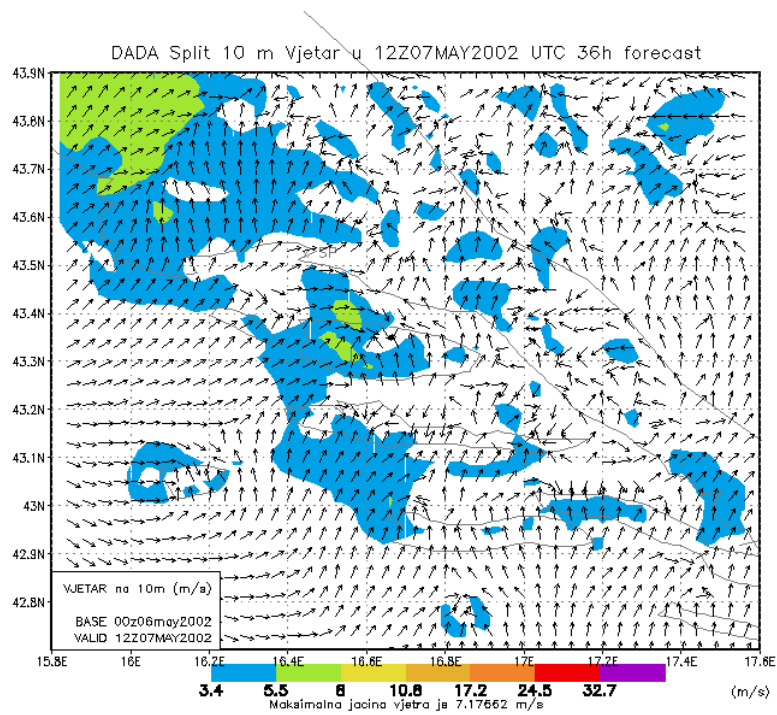 DADA Split 10 m Vjetar u 12Z07MAY2002 UTC 36h forecast
43.9N
43.8N
43.7N
43.6N
43.5N
43.4N
43.3N
43.2N
43.1N
43N
42.9N
42.8N
SP
VJETAR na 10m (m/s)
BASE 00z06may2002
VALID 12Z07MAY2002
15.8E 16E 16.2E 16.4E 16.6E 16.8E 17E 17.2E 17.4E 17.6E
3.4 5.5 8 10.8 17.2 24.5 32.7 (m/s)
Maksimalna jacina vjetra je 7.17662 m/s